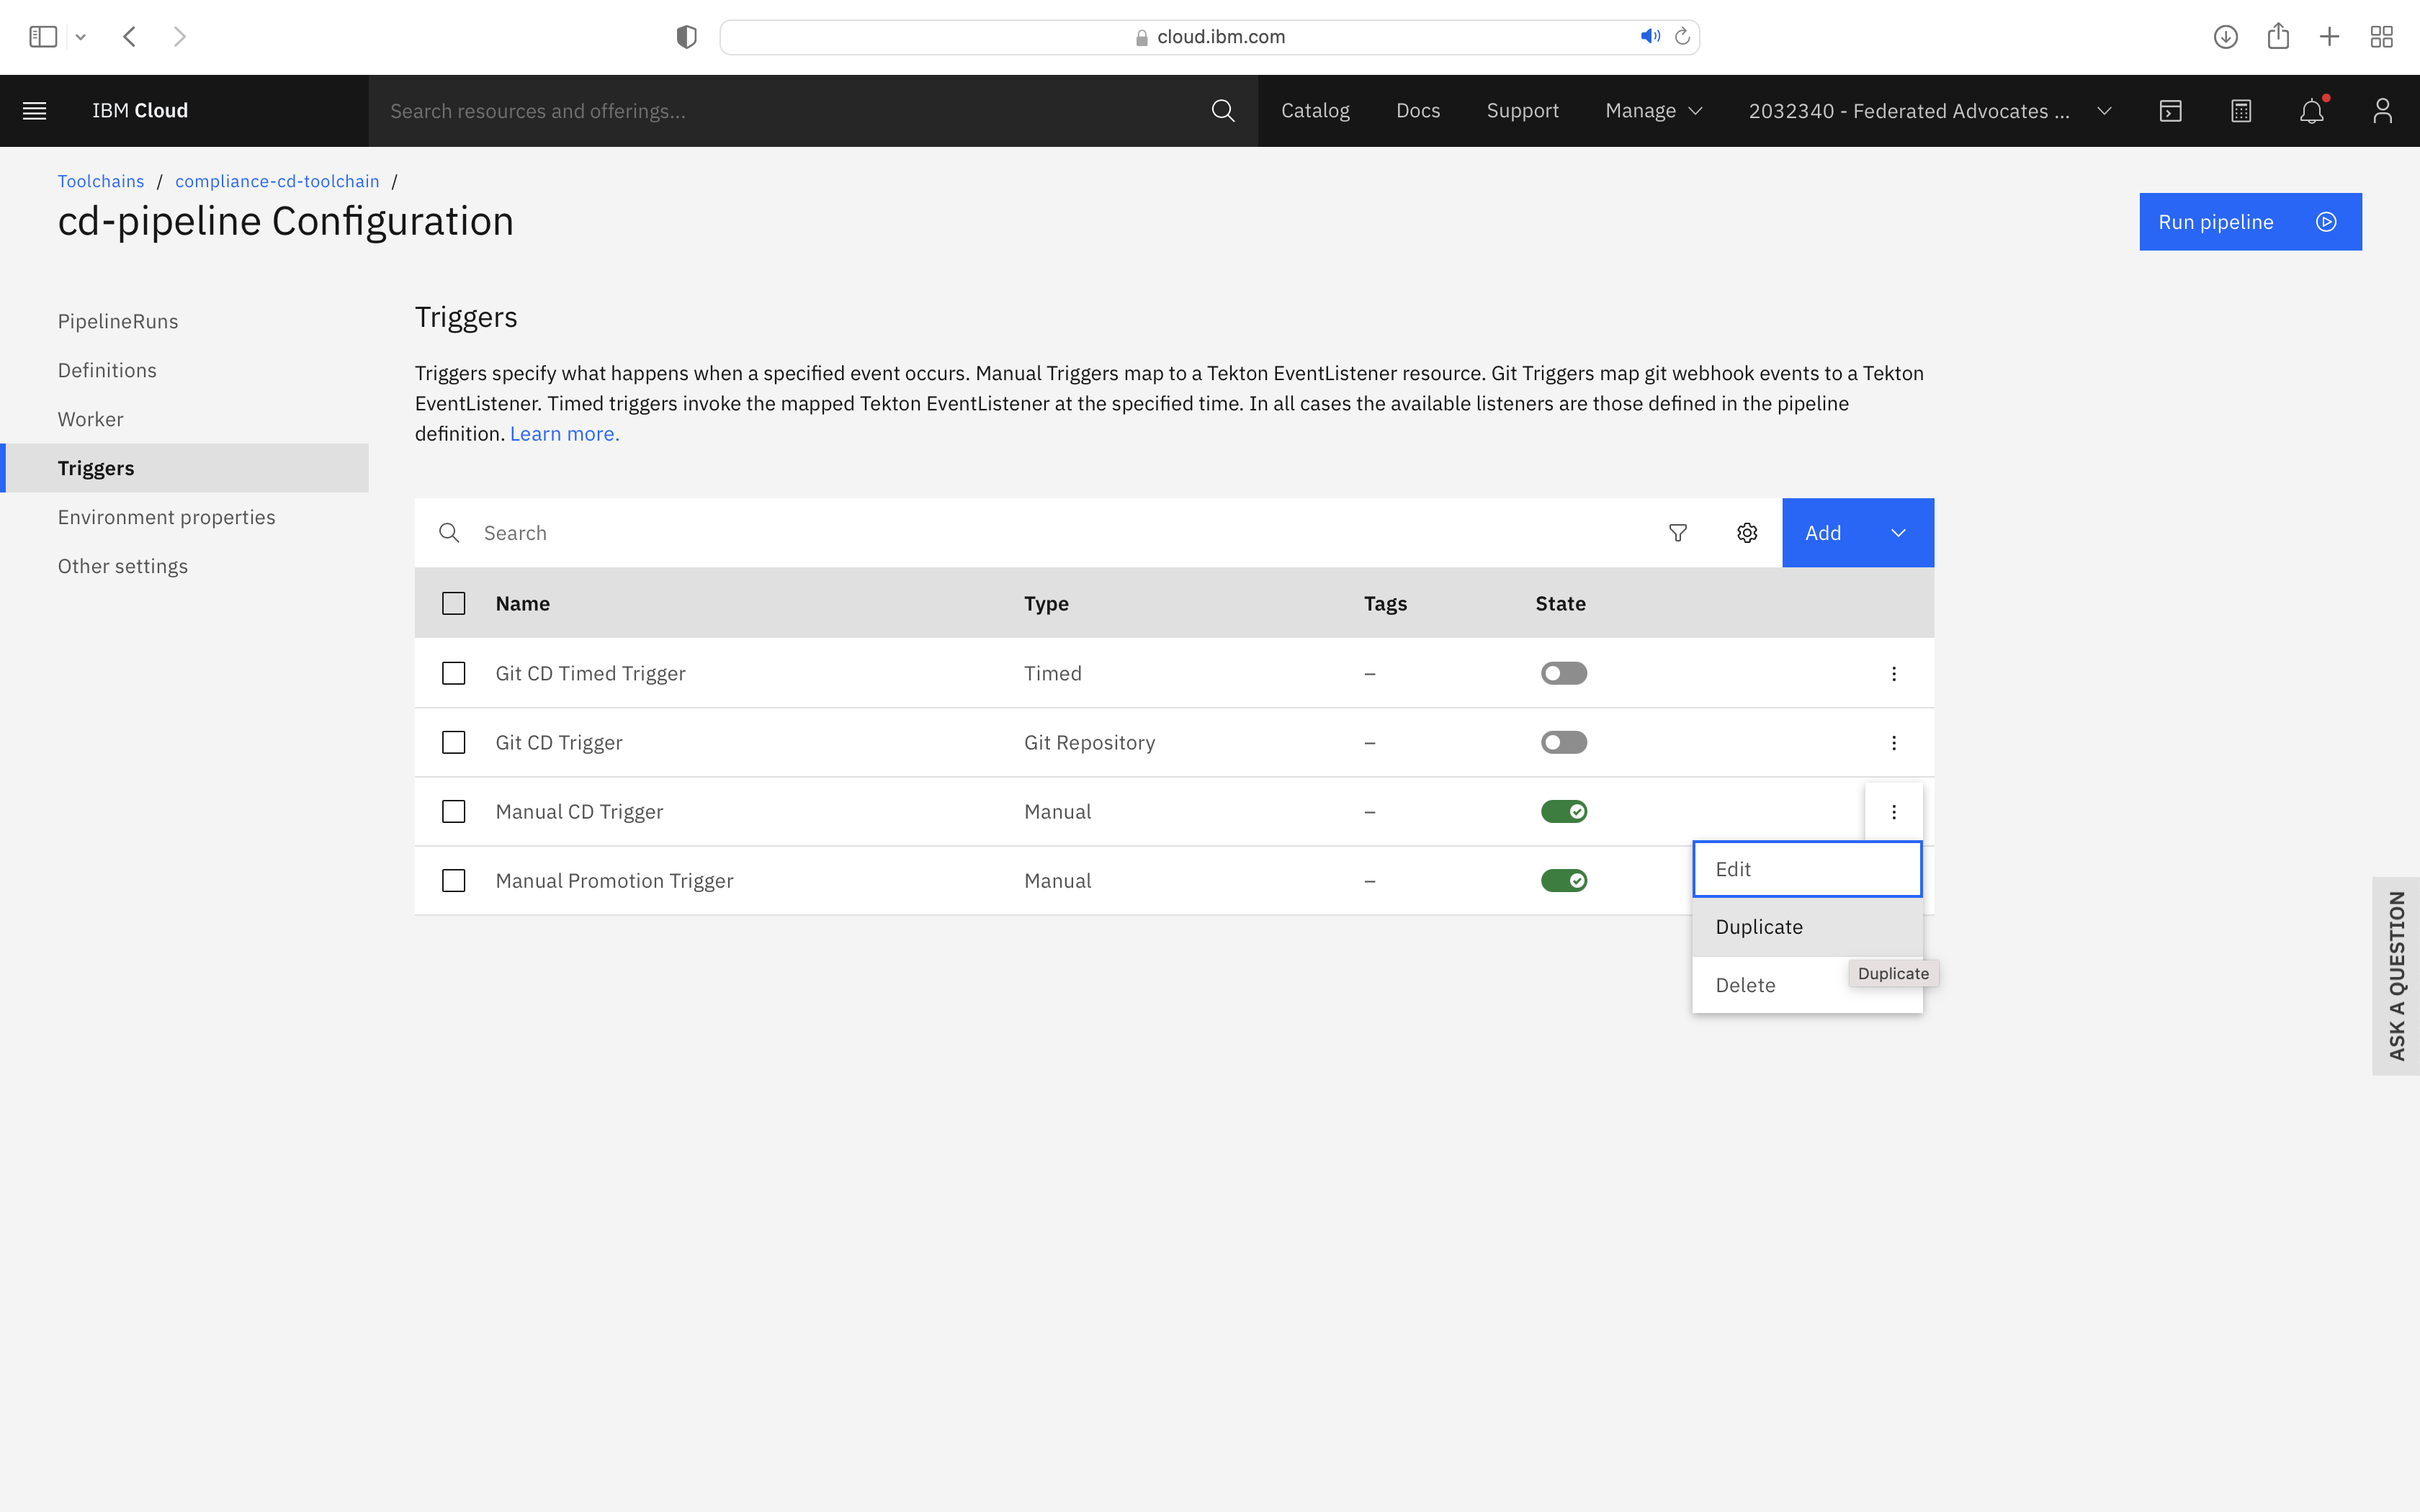 cloud.ibm.com
IBM Cloud
Search resources and offerings...
Catalog
Docs
Support
Manage
2032340 - Federated Advocates ...
Toolchains / compliance-cd-toolchain /
cd-pipeline Configuration
Run pipeline
PipelineRuns
Definitions
Worker
Triggers
Environment properties
Other settings
Triggers
Triggers specify what happens when a specified event occurs. Manual Triggers map to a Tekton EventListener resource. Git Triggers map git webhook events to a Tekton
EventListener. Timed triggers invoke the mapped Tekton EventListener at the specified time. In all cases the available listeners are those defined in the pipeline
definition. Learn more.
Search
Add
Name Type Tags State
Git CD Timed Trigger Timed –
Git CD Trigger Git Repository –
Manual CD Trigger Manual –
Manual Promotion Trigger Manual –
Edit
Duplicate
Duplicate
Delete
ASK A QUESTION